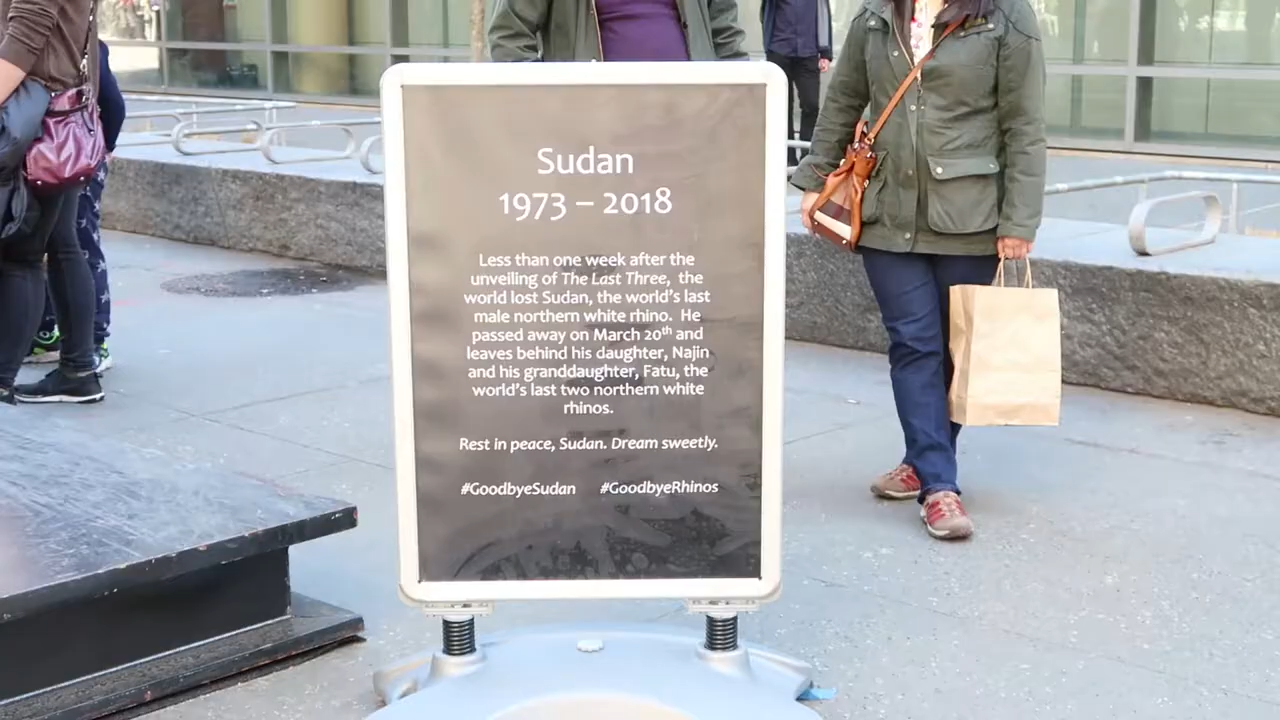 Sudan
1973 – 2018
Less than one week after the
unveiling of The Last Three, the
world lost Sudan, the world's last
male northern white rhino. He
passed away on March 20th and
leaves behind his daughter, Najin
and his granddaughter, Fatu, the
world's last two northern white
rhinos.
Rest in peace, Sudan. Dream sweetly.
#GoodbyeSudan #GoodbyeRhinos